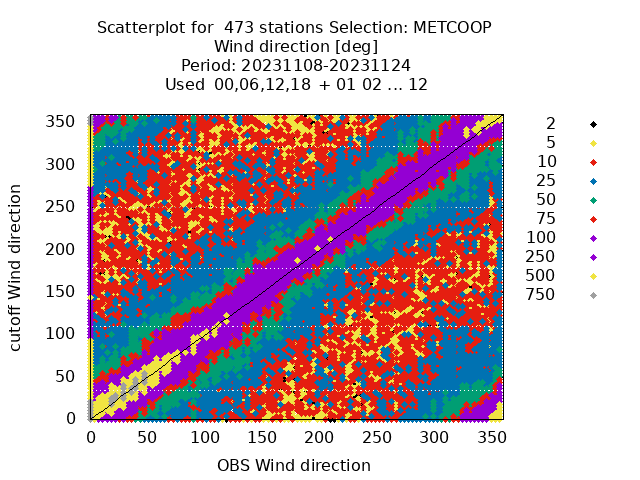 Scatterplot for  473 stations Selection: METCOOP
Wind direction [deg]
Period: 20231108-20231124
Used  00,06,12,18 + 01 02 ... 12
350
300
250
200
150
100
50
0
cutoff Wind direction
0 50 100 150 200 250 300 350
OBS Wind direction
2
5
10
25
50
75
100
250
500
750